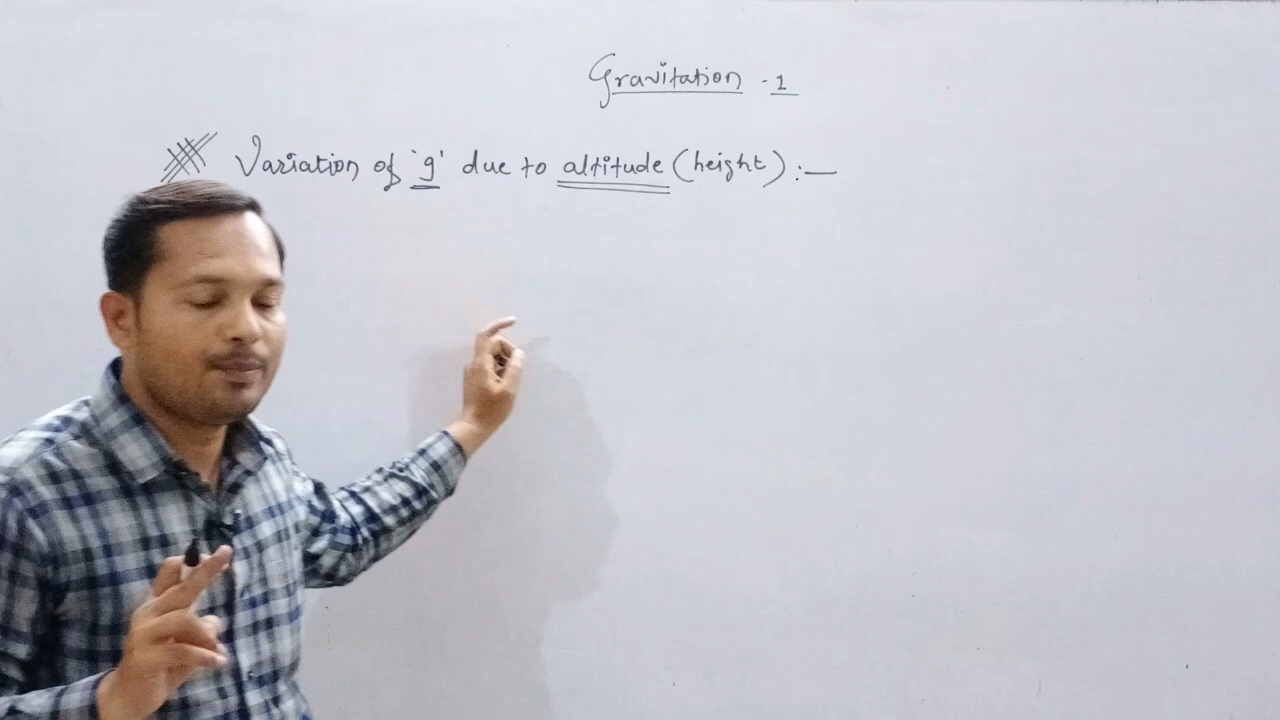 Gravitation - 1
Variation of 'g' due to altitude (height) :—